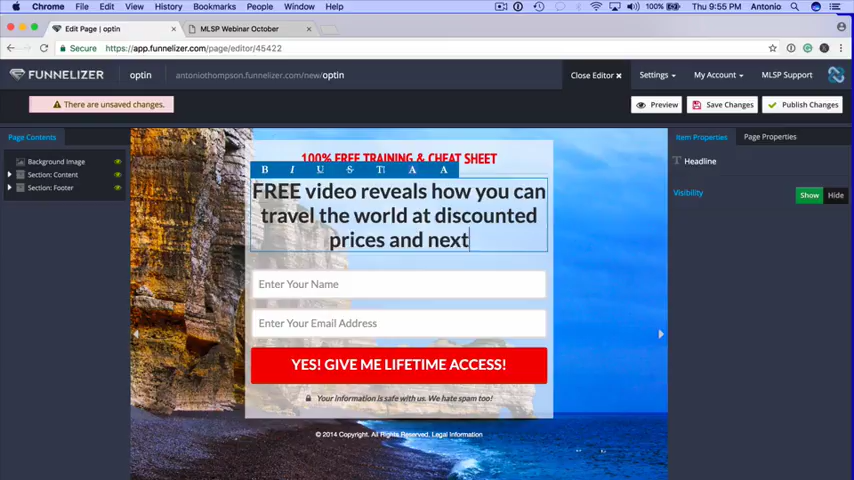 Chrome File Edit View History Bookmarks People Window Help 100% Thu 9:55 PM Antonio
Edit Page | optin MLSP Webinar October
Secure https://app.funnelizer.com/page/editor/45422
FUNNELIZER optin antoniothompson.funnelizer.com/new/optin Close Editor × Settings My Account MLSP Support
There are unsaved changes. Preview Save Changes Publish Changes
Page Contents Item Properties Page Properties
Background Image
Section: Content
Section: Footer
Headline
Visibility Show Hide
100% FREE TRAINING & CHEAT SHEET
B I U S T A A
FREE video reveals how you can
travel the world at discounted
prices and next
Enter Your Name
Enter Your Email Address
YES! GIVE ME LIFETIME ACCESS!
Your information is safe with us. We hate spam too!
© 2014 Copyright. All Rights Reserved. Legal Information